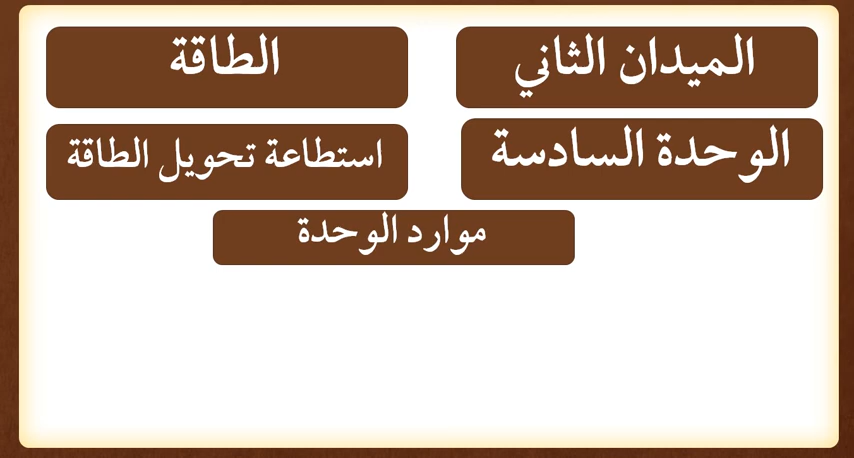 الميدان الثاني
الطاقة
الوحدة السادسة
استطاعة تحويل الطاقة
موارد الوحدة